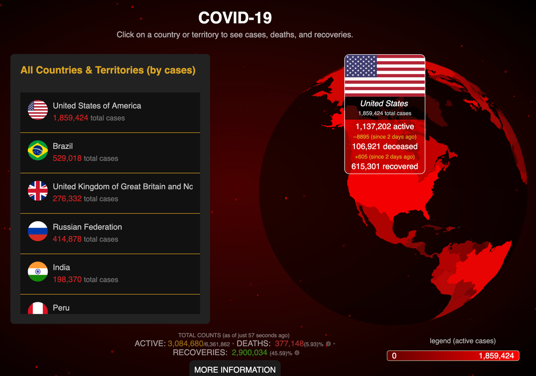 COVID-19
Click on a country or territory to see cases, deaths, and recoveries.
All Countries & Territories (by cases)
United States of America
1,859,424 total cases
Brazil
529,018 total cases
United Kingdom of Great Britain and Nc
276,332 total cases
Russian Federation
414,878 total cases
India
198,370 total cases
Peru
United States
1,859,424 total cases
1,137,202 active
−8895 (since 2 days ago)
106,921 deceased
+605 (since 2 days ago)
615,301 recovered
TOTAL COUNTS (as of just 57 seconds ago)
ACTIVE: 3,084,680/6,361,862 · DEATHS: 377,148(5.93)% ·
RECOVERIES: 2,900,034 (45.59)%
MORE INFORMATION
legend (active cases)
0 1,859,424